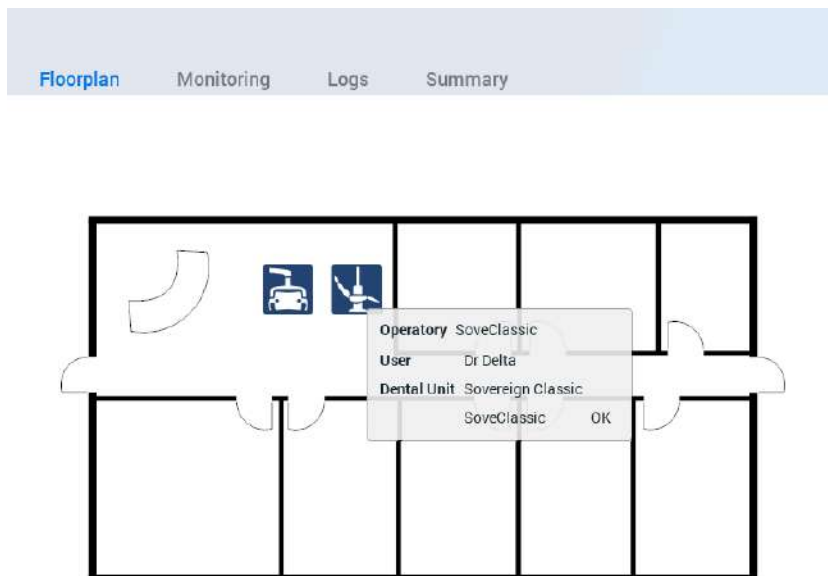 Floorplan Monitoring Logs Summary
Operatory SoveClassic
User Dr Delta
Dental Unit Sovereign Classic
SoveClassic OK